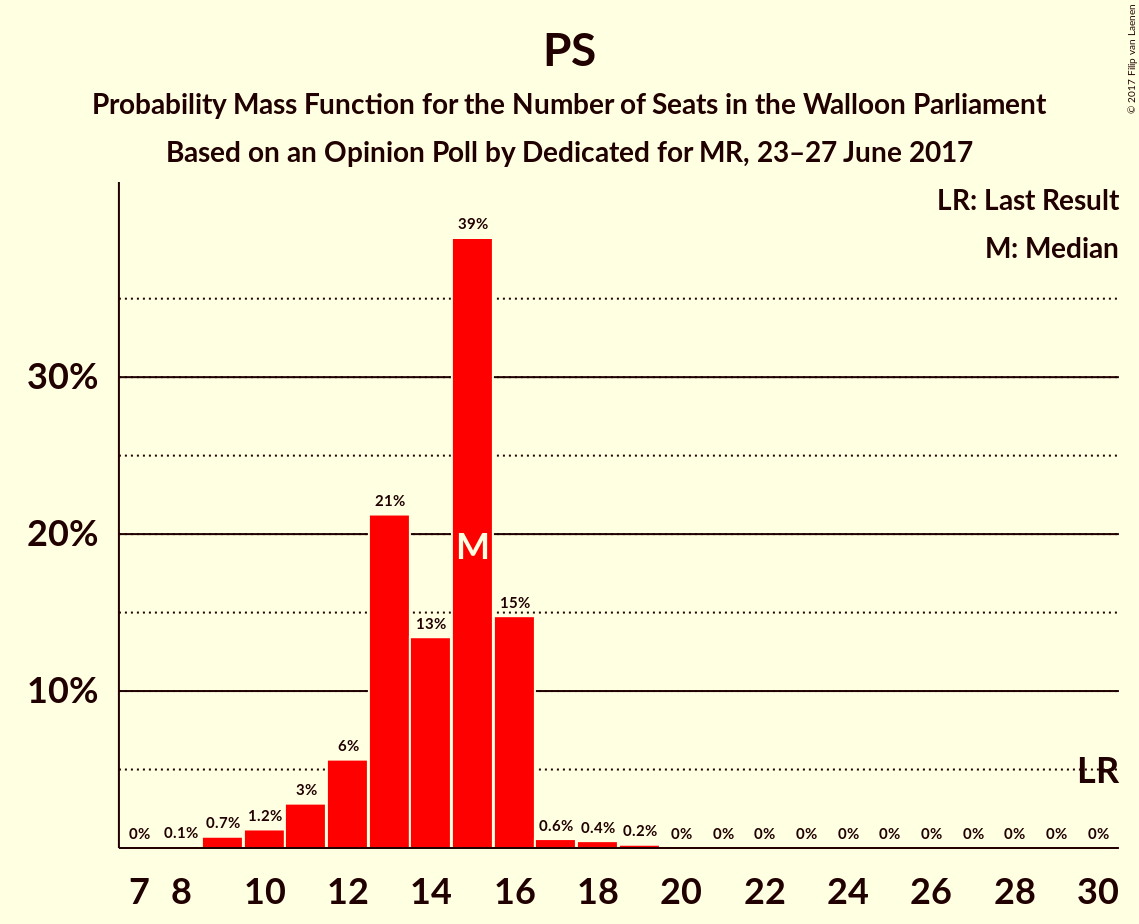 PS
Probability Mass Function for the Number of Seats in the Walloon Parliament
Based on an Opinion Poll by Dedicated for MR, 23–27 June 2017
© 2017 Filip van Laenen
LR: Last Result
M: Median
39%
30%
21%
20%
M
15%
13%
10%
6%
LR
3%
0% 0.1% 0.7% 1.2% 0.6% 0.4% 0.2% 0% 0% 0% 0% 0% 0% 0% 0% 0% 0% 0%
7 8 10 12 14 16 18 20 22 24 26 28 30